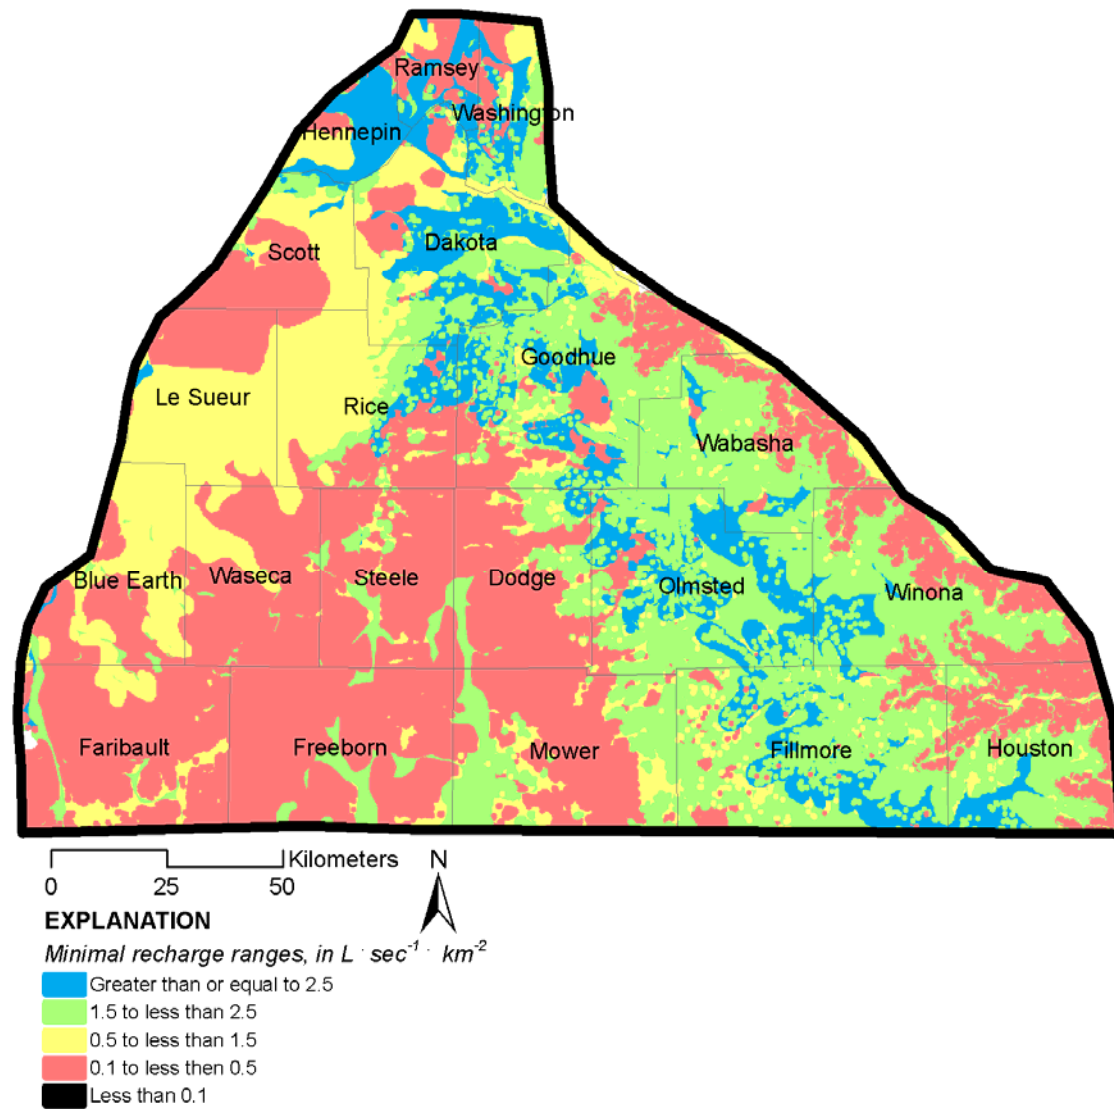 Ramsey
Washington
Hennepin
Dakota
Scott
Goodhue
Le Sueur
Rice
Wabasha
Blue Earth
Waseca
Steele
Dodge
Olmsted
Winona
Faribault
Freeborn
Mower
Fillmore
Houston
Kilometers N
0 25 50
EXPLANATION
Minimal recharge ranges, in L · sec⁻¹ · km⁻²
Greater than or equal to 2.5
1.5 to less than 2.5
0.5 to less than 1.5
0.1 to less then 0.5
Less than 0.1